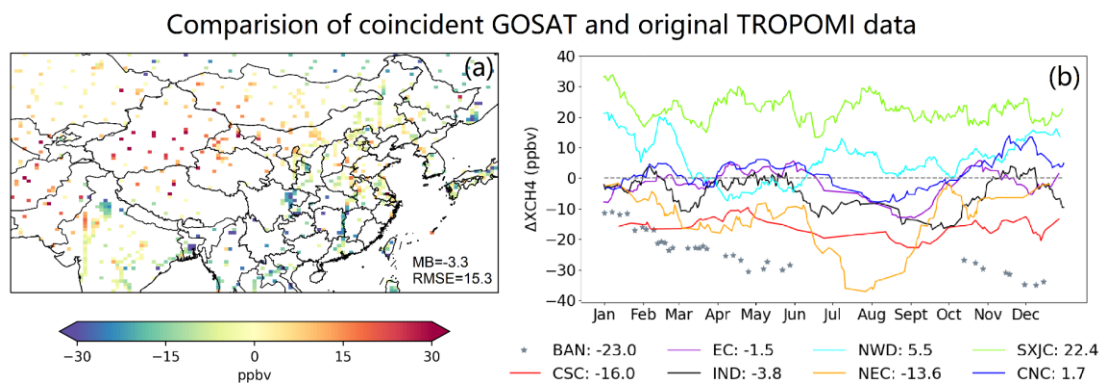 Comparision of coincident GOSAT and original TROPOMI data
(a)
MB=-3.3
RMSE=15.3
−30 −15 0 15 30
ppbv
(b)
ΔXCH4 (ppbv)
40
30
20
10
0
−10
−20
−30
−40
Jan Feb Mar Apr May Jun Jul Aug Sept Oct Nov Dec
BAN: -23.0 EC: -1.5 NWD: 5.5 SXJC: 22.4
CSC: -16.0 IND: -3.8 NEC: -13.6 CNC: 1.7